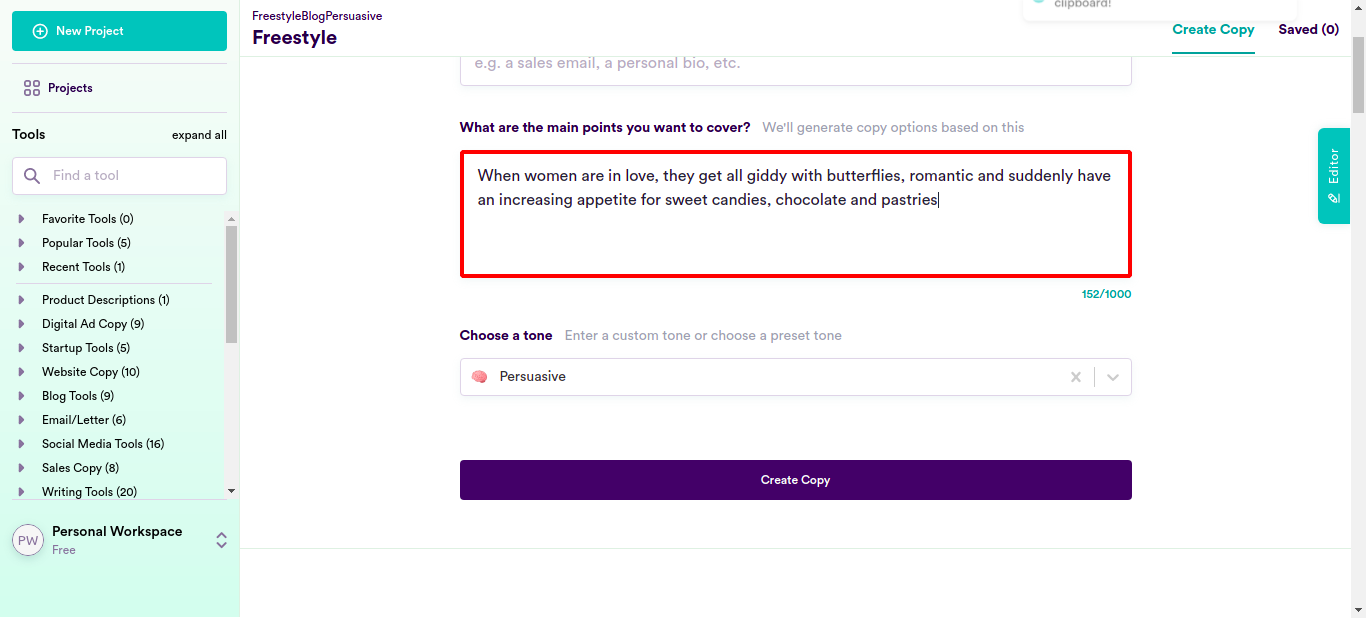 New Project
Projects
Tools
expand all
Find a tool
Favorite Tools (0)
Popular Tools (5)
Recent Tools (1)
Product Descriptions (1)
Digital Ad Copy (9)
Startup Tools (5)
Website Copy (10)
Blog Tools (9)
Email/Letter (6)
Social Media Tools (16)
Sales Copy (8)
Writing Tools (20)
PW
Personal Workspace
Free
FreestyleBlogPersuasive
Freestyle
clipboard!
Create Copy
Saved (0)
e.g. a sales email, a personal bio, etc.
What are the main points you want to cover? We'll generate copy options based on this
When women are in love, they get all giddy with butterflies, romantic and suddenly have
an increasing appetite for sweet candies, chocolate and pastries
152/1000
Choose a tone Enter a custom tone or choose a preset tone
Persuasive
Create Copy
Editor